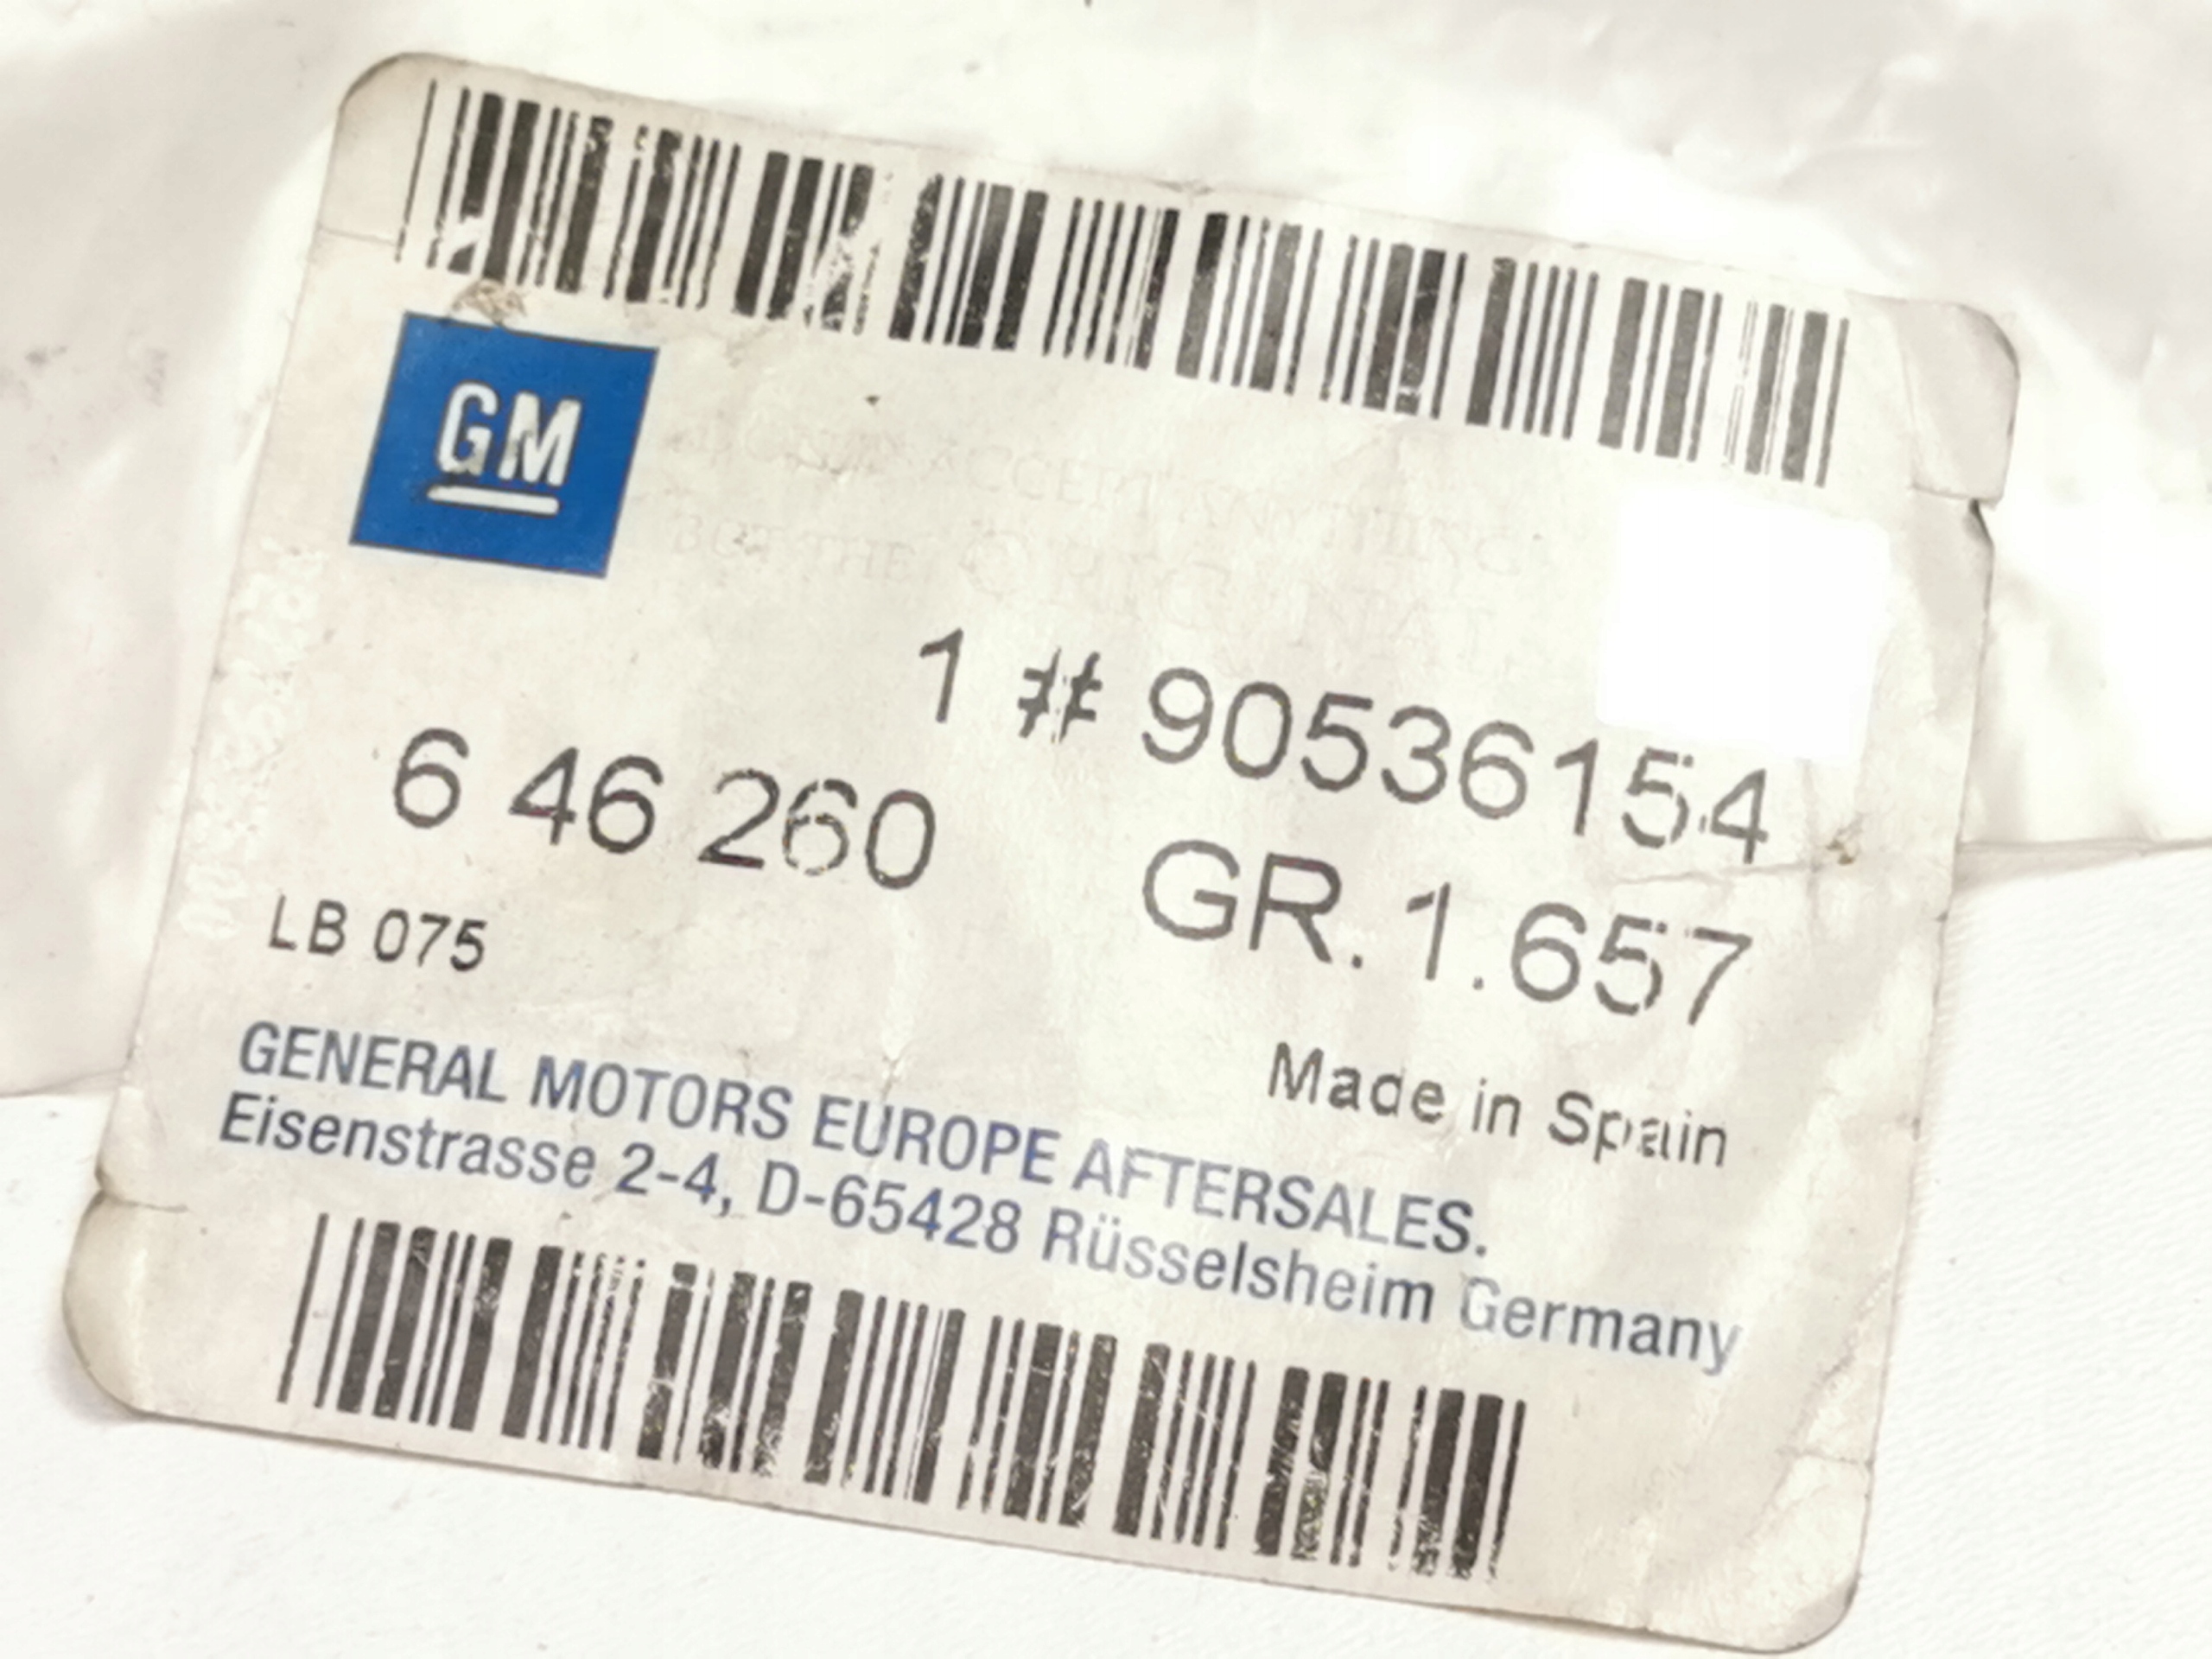 GM
1 # 90536154
6 46 260
GR.1.657
LB 075
Made in Spain
GENERAL MOTORS EUROPE AFTERSALES.
Eisenstrasse 2-4, D-65428 Rüsselsheim Germany